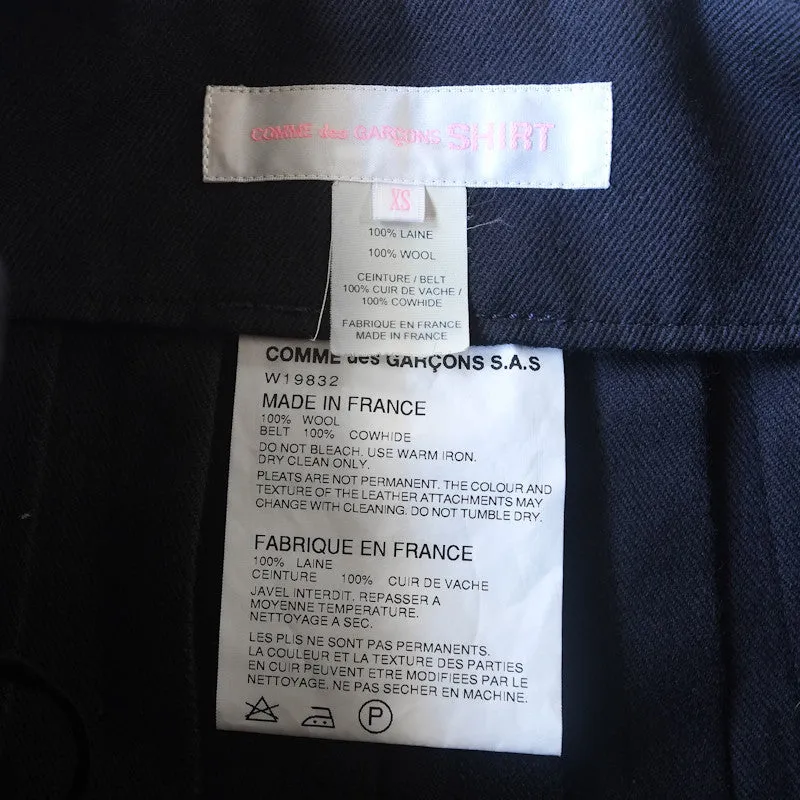 COMME des GARÇONS SHIRT
XS
100% LAINE
100% WOOL
CEINTURE / BELT
100% CUIR DE VACHE /
100% COWHIDE
FABRIQUE EN FRANCE
MADE IN FRANCE
COMME des GARÇONS S.A.S
W19832
MADE IN FRANCE
100% WOOL
BELT 100% COWHIDE
DO NOT BLEACH. USE WARM IRON.
DRY CLEAN ONLY.
PLEATS ARE NOT PERMANENT. THE COLOUR AND
TEXTURE OF THE LEATHER ATTACHMENTS MAY
CHANGE WITH CLEANING. DO NOT TUMBLE DRY.
FABRIQUE EN FRANCE
100% LAINE
CEINTURE 100% CUIR DE VACHE
JAVEL INTERDIT. REPASSER A
MOYENNE TEMPERATURE.
NETTOYAGE A SEC.
LES PLIS NE SONT PAS PERMANENTS.
LA COULEUR ET LA TEXTURE DES PARTIES
EN CUIR PEUVENT ETRE MODIFIEES PAR LE
NETTOYAGE. NE PAS SECHER EN MACHINE.
P